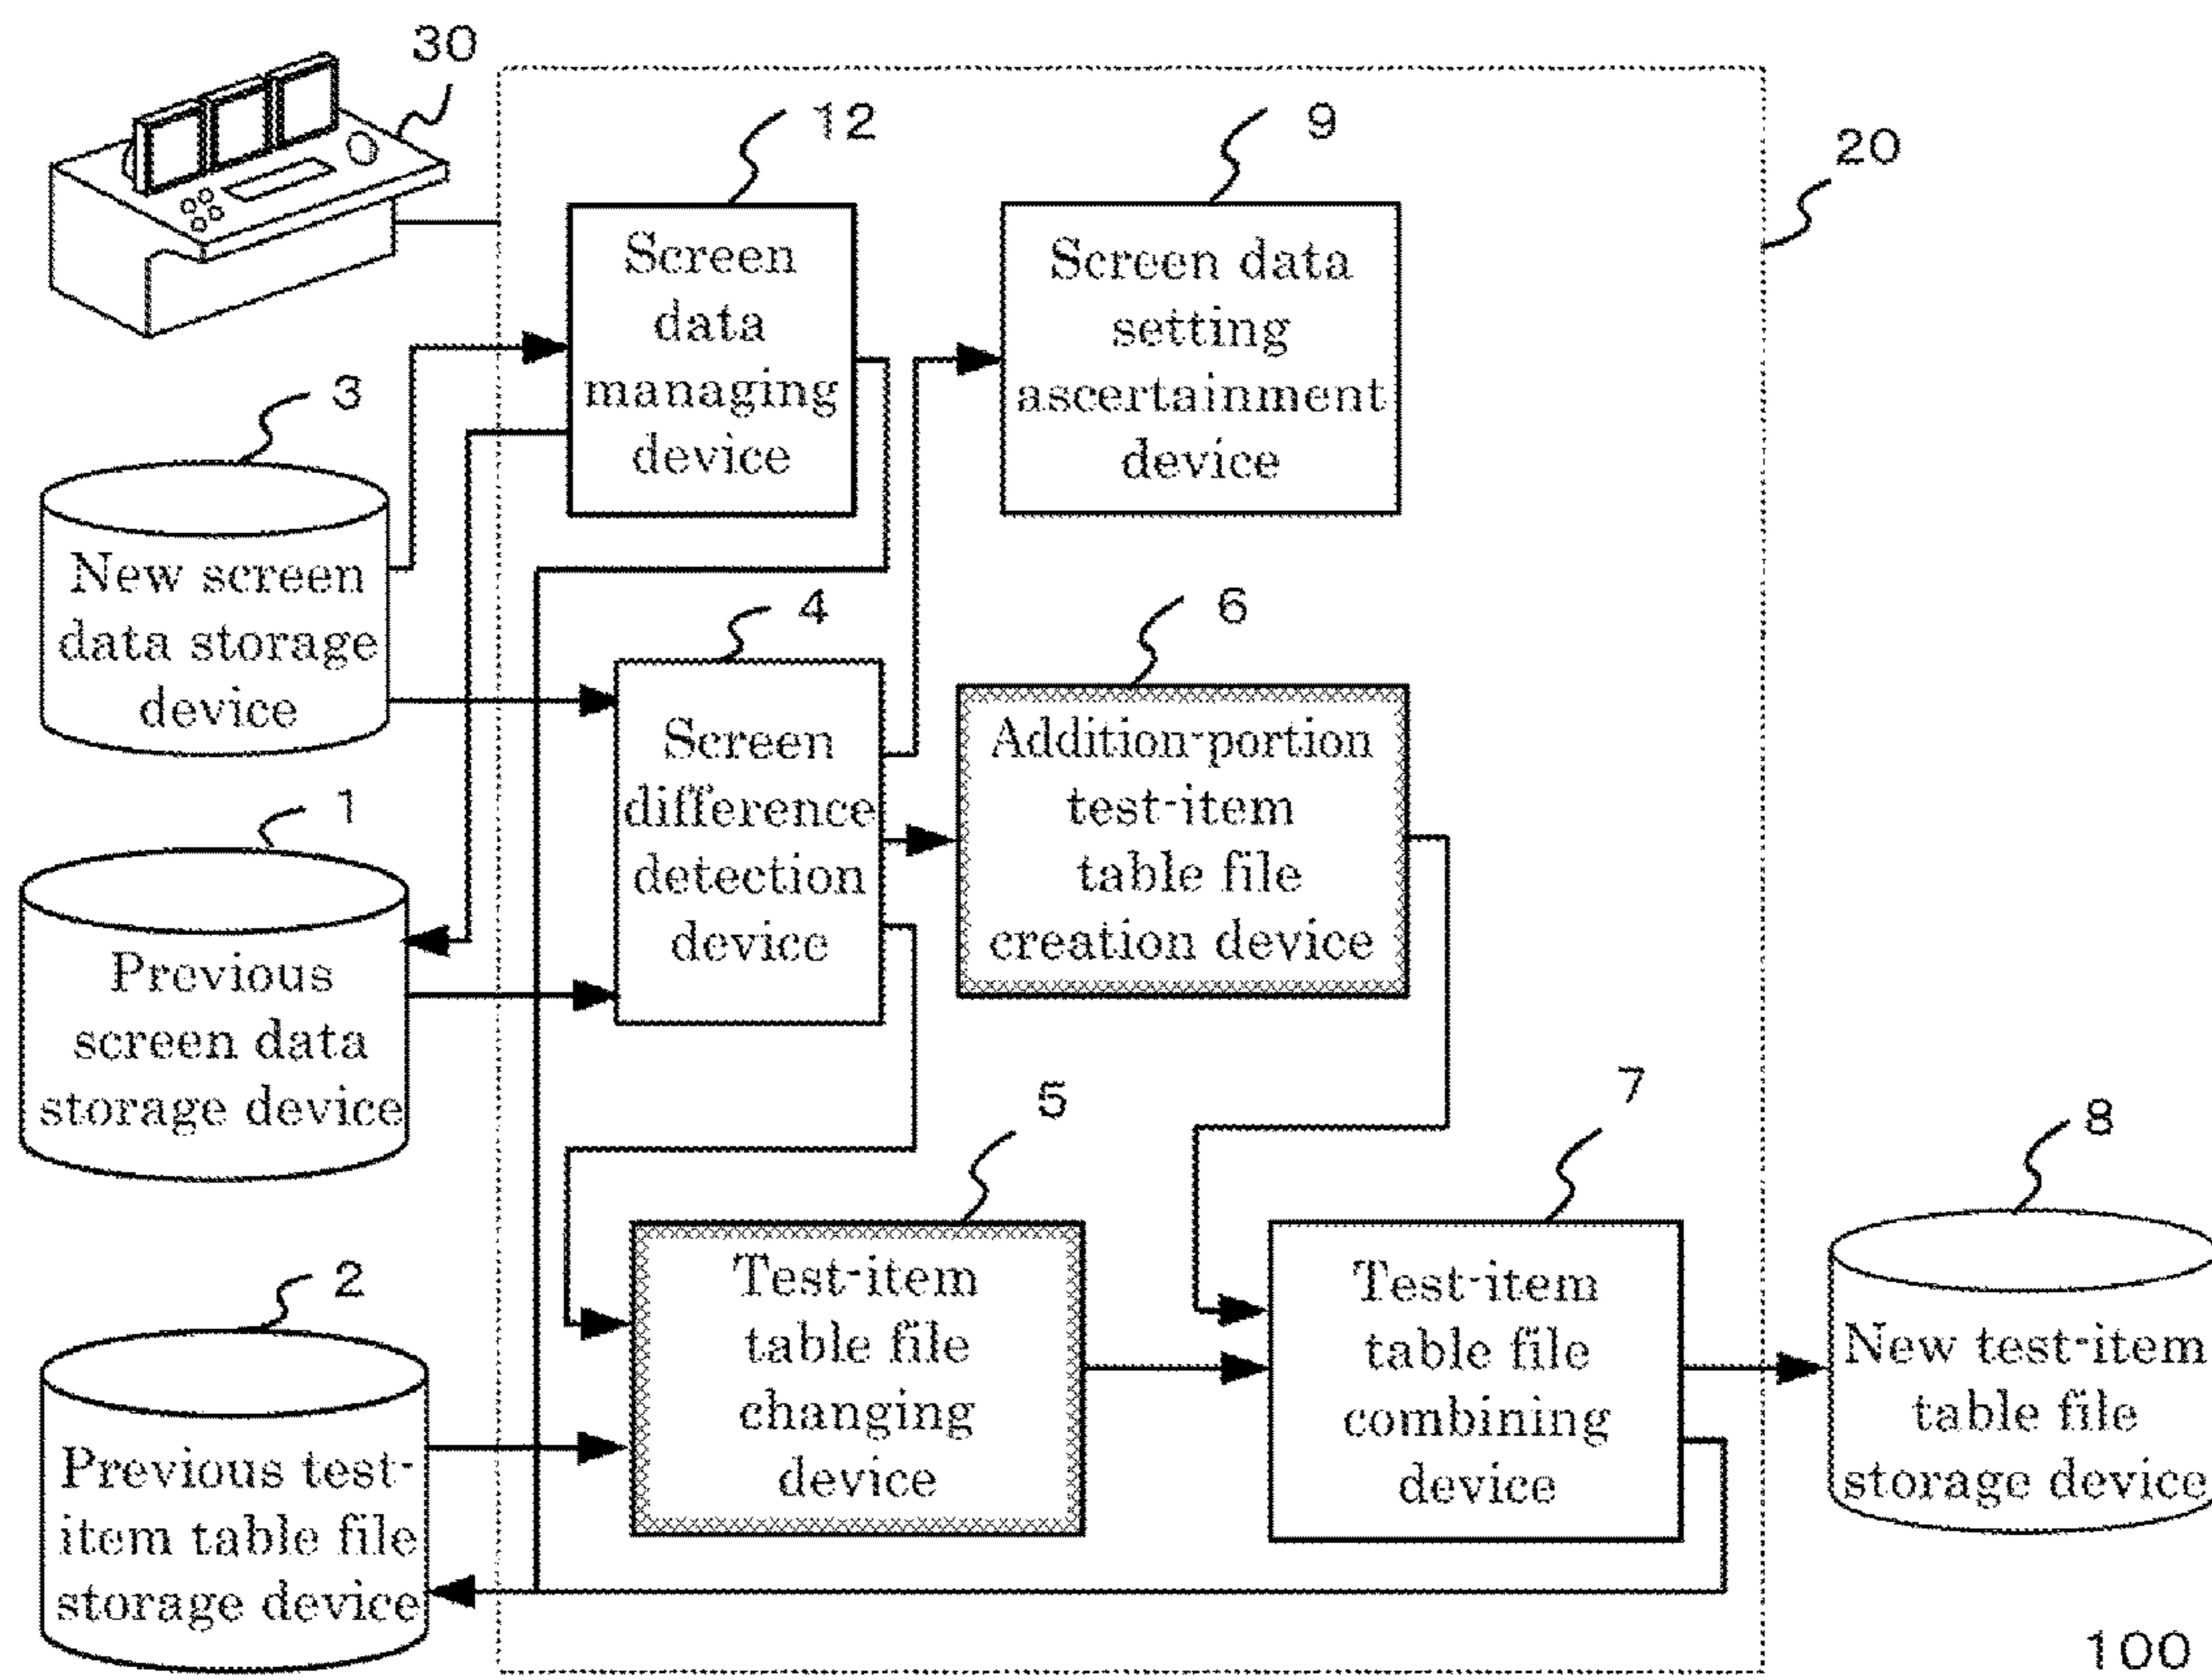 30
12
9
20
Screen
data
managing
device
Screen data
setting
ascertainment
device
3
New screen
data storage
device
4
6
Screen
difference
detection
device
Addition-portion
test-item
table file
creation device
1
Previous
screen data
storage device
5
7
8
2
Test-item
table file
changing
device
Test-item
table file
combining
device
New test-item
table file
storage device
Previous test-
item table file
storage device
100